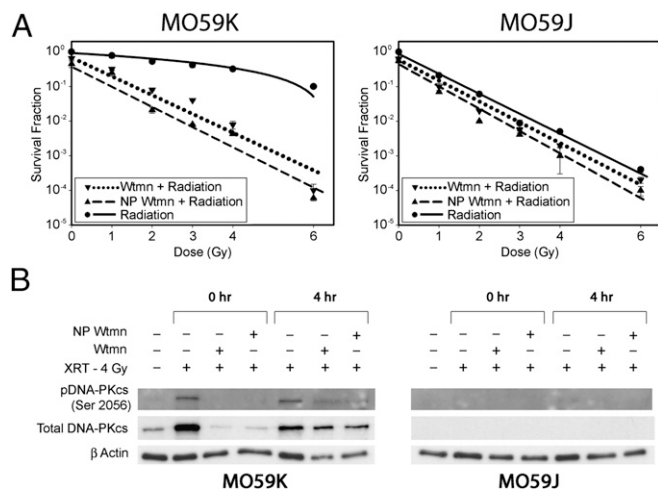 A
MO59K
MO59J
Survival Fraction
10⁰
10⁻¹
10⁻²
10⁻³
10⁻⁴
10⁻⁵
Wtmn + Radiation
NP Wtmn + Radiation
Radiation
0 1 2 3 4 6
Dose (Gy)
Survival Fraction
10⁰
10⁻¹
10⁻²
10⁻³
10⁻⁴
10⁻⁵
Wtmn + Radiation
NP Wtmn + Radiation
Radiation
0 1 2 3 4 6
Dose (Gy)
B
0 hr 4 hr 0 hr 4 hr
NP Wtmn – – – + – – + – – – + – – +
Wtmn – – + – – + – – – + – – + –
XRT - 4 Gy – + + + + + + – + + + + + +
pDNA-PKcs
(Ser 2056)
Total DNA-PKcs
β Actin
MO59K MO59J